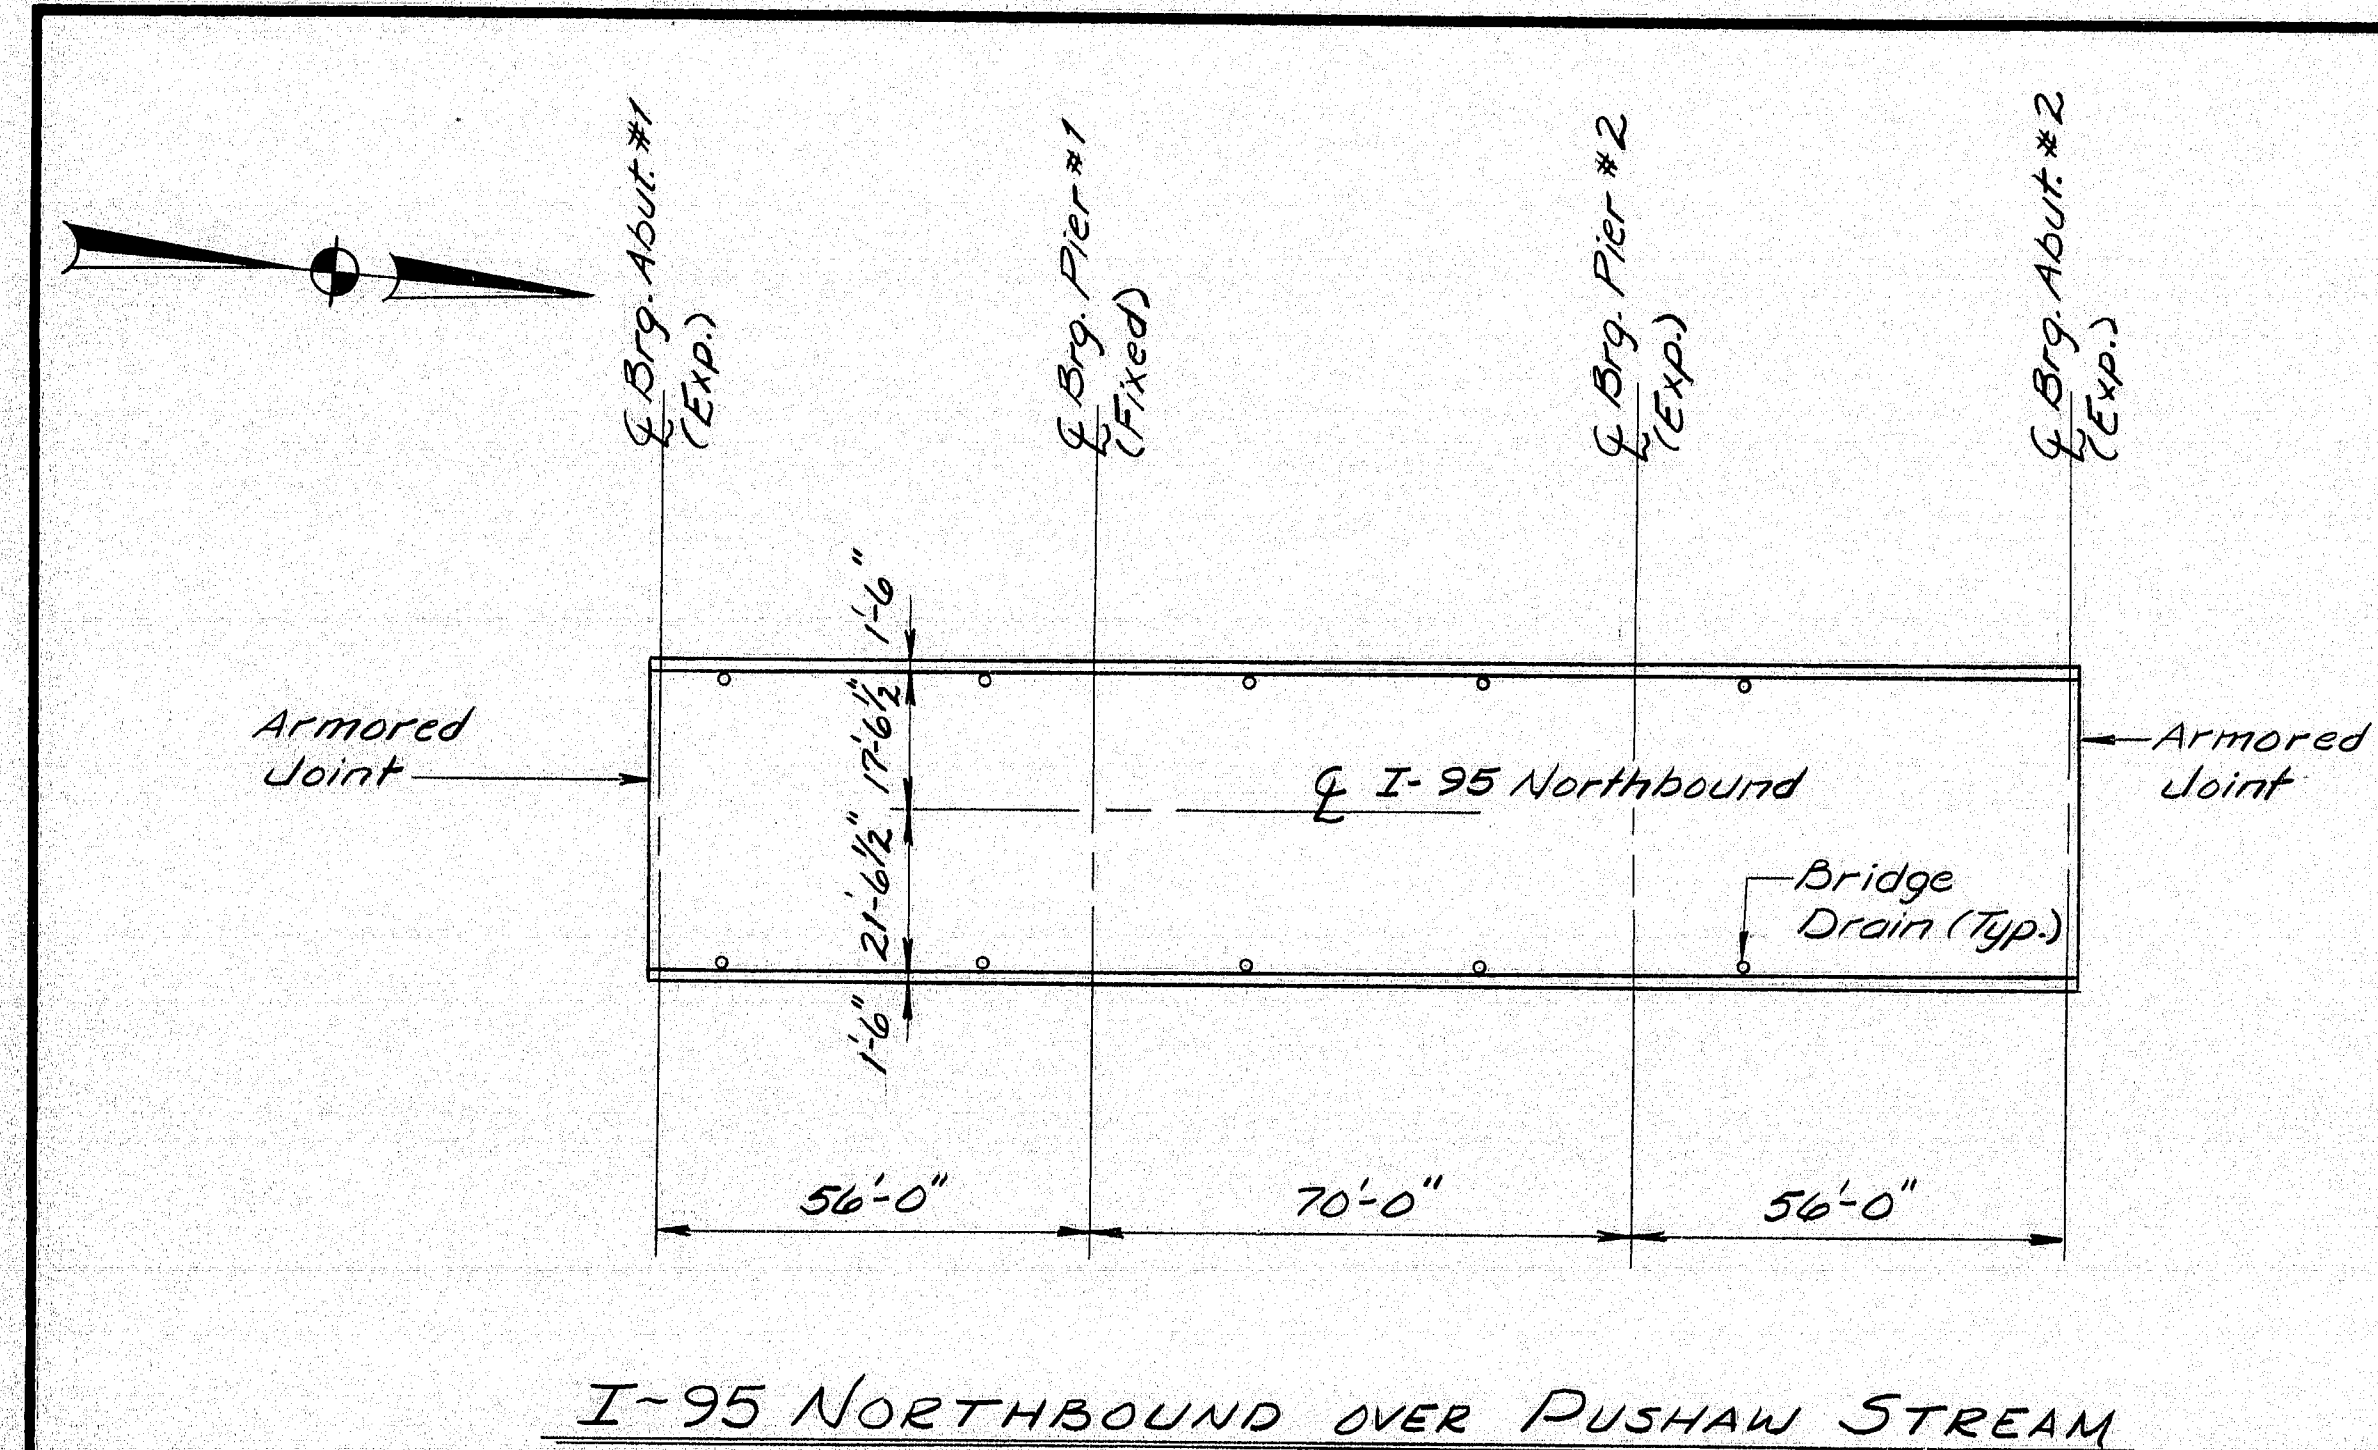 ℄ Brg. About. #1
(Exp.)
℄ Brg. Pier #1
(Fixed)
℄ Brg. Pier #2
(Exp.)
℄ Brg. About. #2
(Exp.)
1'-6"
17'-6½"
21'-6½"
1'-6"
Armored
Joint
℄ I-95 Northbound
Armored
Joint
Bridge
Drain (Typ.)
56'-0"
70'-0"
56'-0"
I-95 NORTHBOUND OVER PUSHAW STREAM